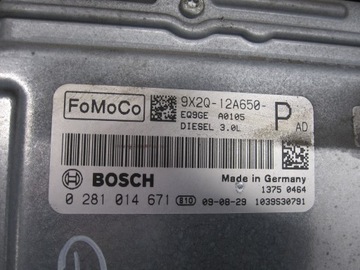 FoMoCo
9X2Q-12A650-
P
AD
EQ9GE A0105
DIESEL 3.0L
BOSCH
Made in Germany
1375 0464
0 281 014 671 810 09-08-29 1039S30791